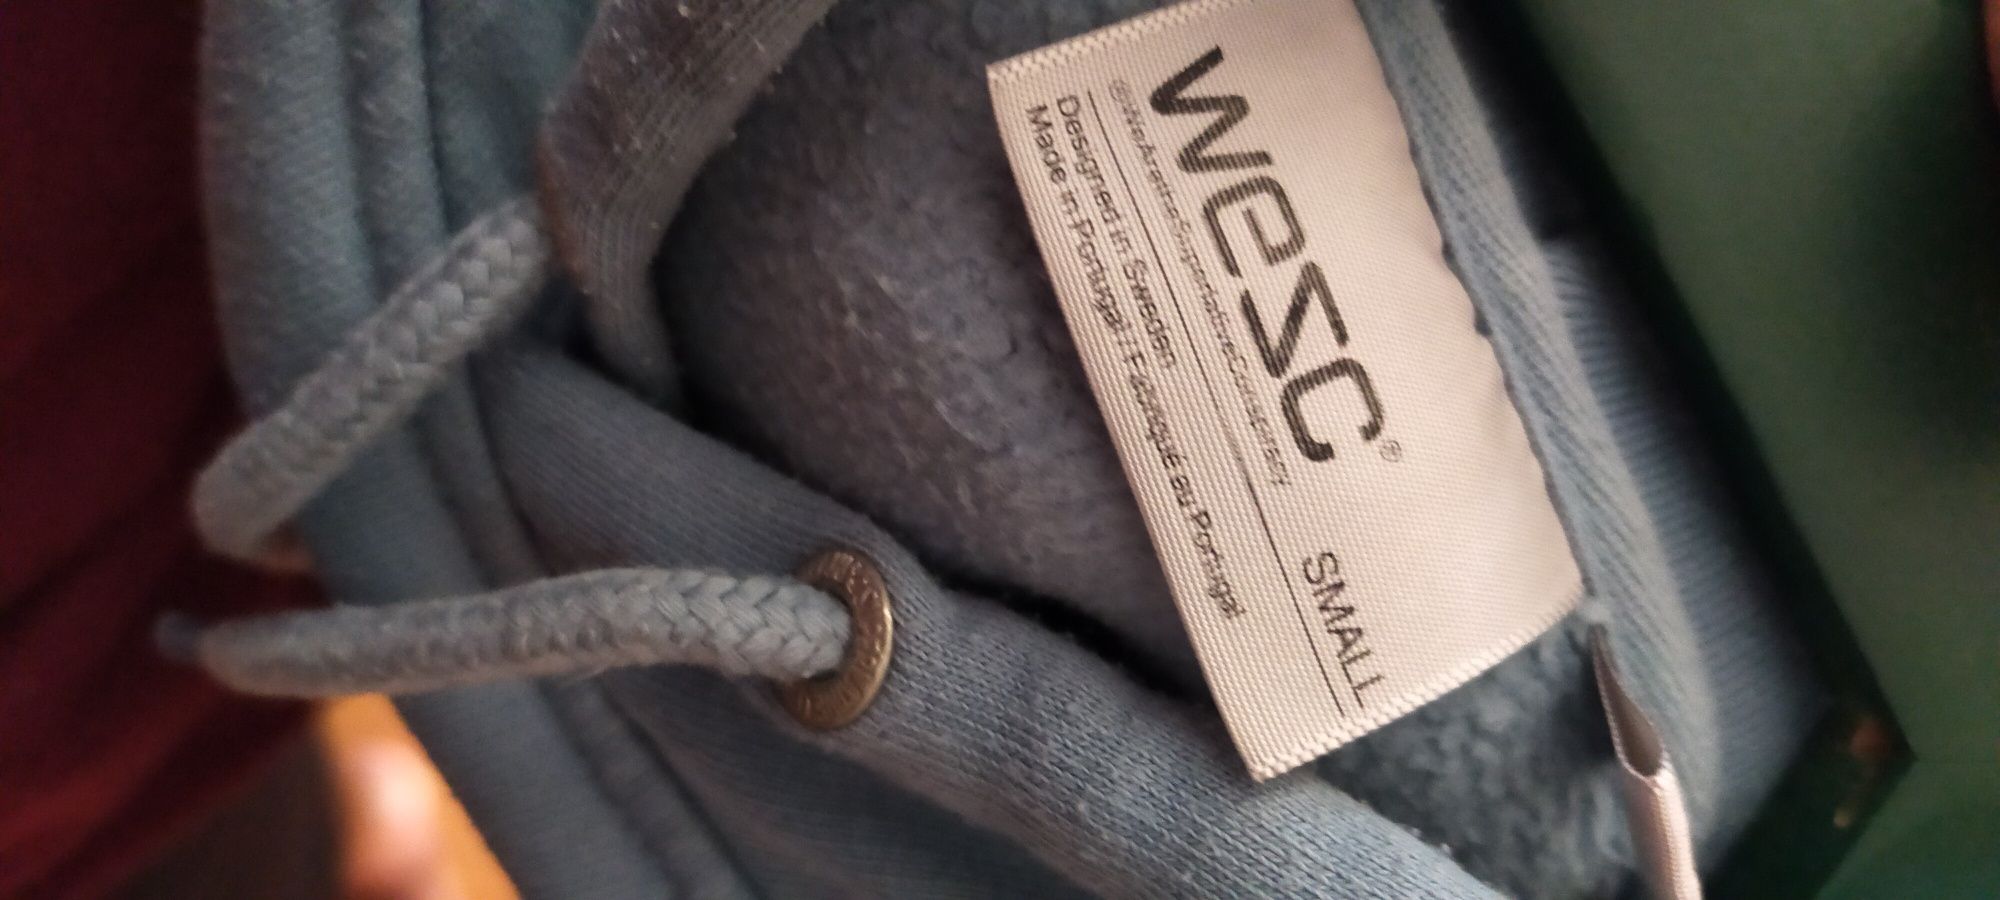 wesc®
SMALL
@WeAretheSuperlativeConspiracy
Designed in Sweden
Made in Portugal / Fabriqué au Portugal